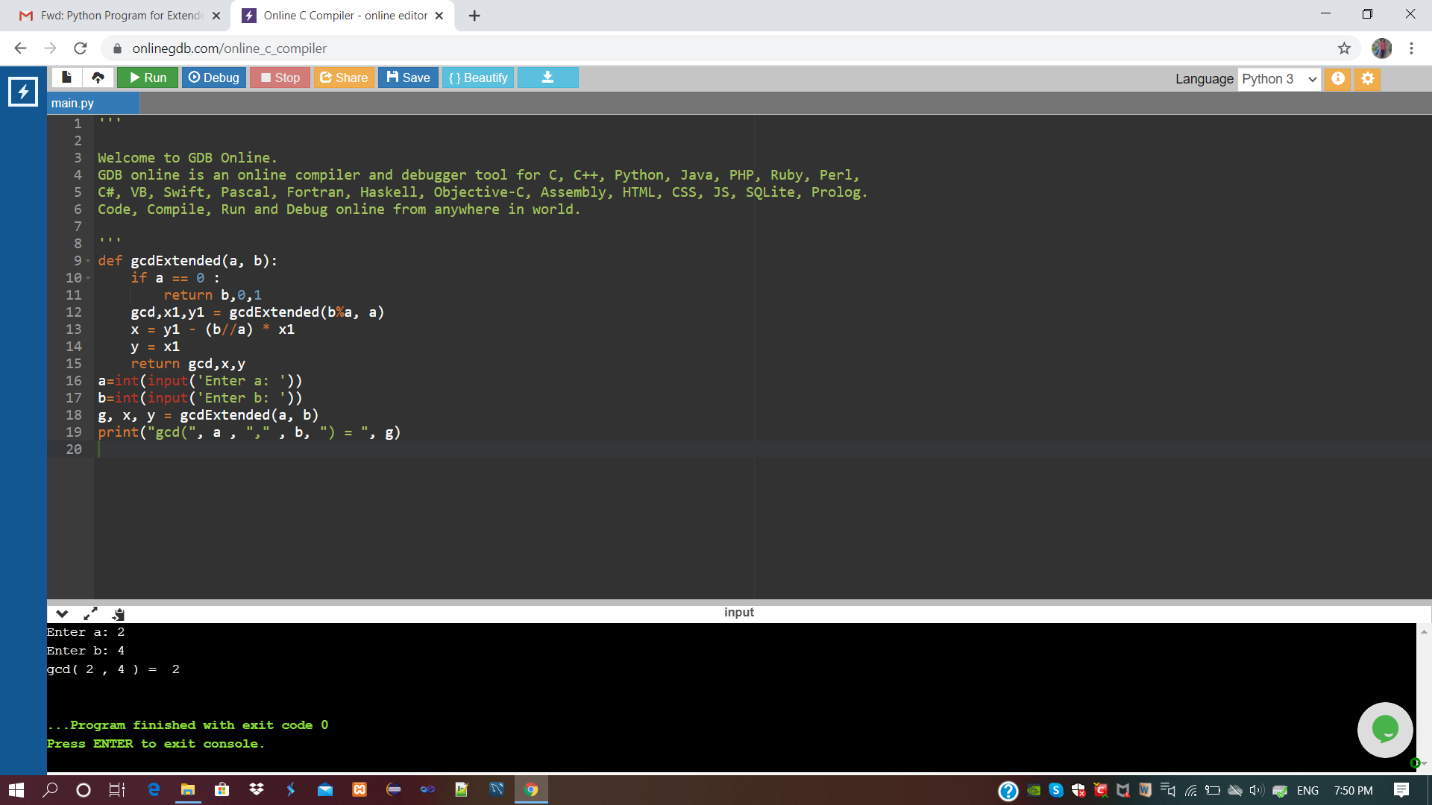 Fwd: Python Program for Extende
Online C Compiler - online editor
onlinegdb.com/online_c_compiler
Run
Debug
Stop
Share
Save
{ } Beautify
Language
Python 3
main.py
1 '''
2
3 Welcome to GDB Online.
4 GDB online is an online compiler and debugger tool for C, C++, Python, Java, PHP, Ruby, Perl,
5 C#, VB, Swift, Pascal, Fortran, Haskell, Objective-C, Assembly, HTML, CSS, JS, SQLite, Prolog.
6 Code, Compile, Run and Debug online from anywhere in world.
7
8 '''
9 def gcdExtended(a, b):
10     if a == 0 :
11         return b,0,1
12     gcd,x1,y1 = gcdExtended(b%a, a)
13     x = y1 - (b//a) * x1
14     y = x1
15     return gcd,x,y
16 a=int(input('Enter a: '))
17 b=int(input('Enter b: '))
18 g, x, y = gcdExtended(a, b)
19 print("gcd(", a , "," , b, ") = ", g)
20
input
Enter a: 2
Enter b: 4
gcd( 2 , 4 ) =  2
...Program finished with exit code 0
Press ENTER to exit console.
ENG
7:50 PM